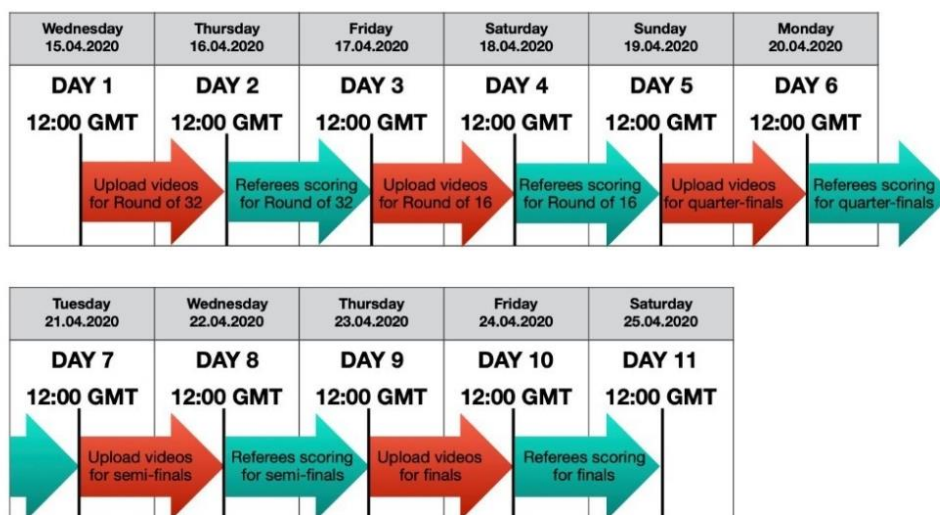 Wednesday
15.04.2020
Thursday
16.04.2020
Friday
17.04.2020
Saturday
18.04.2020
Sunday
19.04.2020
Monday
20.04.2020
DAY 1
DAY 2
DAY 3
DAY 4
DAY 5
DAY 6
12:00 GMT
12:00 GMT
12:00 GMT
12:00 GMT
12:00 GMT
12:00 GMT
Upload videos
for Round of 32
Referees scoring
for Round of 32
Upload videos
for Round of 16
Referees scoring
for Round of 16
Upload videos
for quarter-finals
Referees scoring
for quarter-finals
Tuesday
21.04.2020
Wednesday
22.04.2020
Thursday
23.04.2020
Friday
24.04.2020
Saturday
25.04.2020
DAY 7
DAY 8
DAY 9
DAY 10
DAY 11
12:00 GMT
12:00 GMT
12:00 GMT
12:00 GMT
12:00 GMT
Upload videos
for semi-finals
Referees scoring
for semi-finals
Upload videos
for finals
Referees scoring
for finals